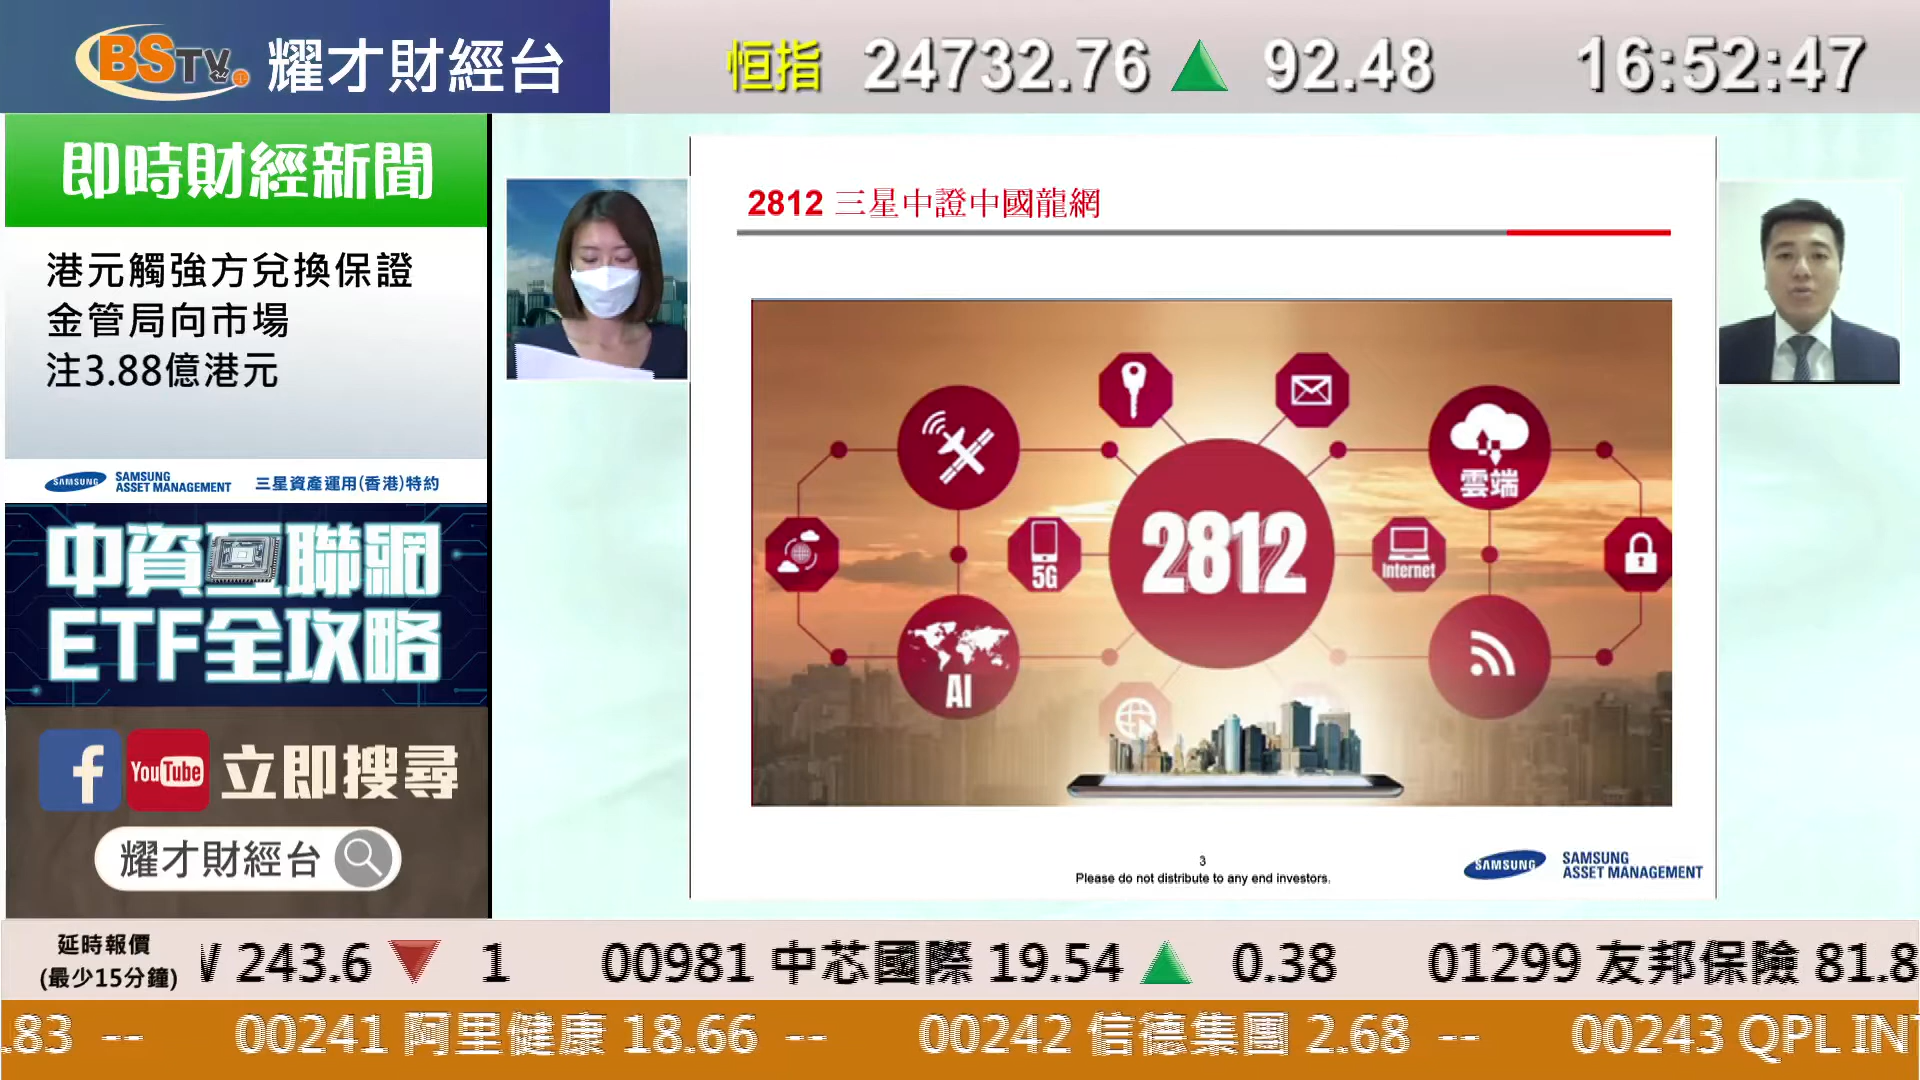 BSTV 耀才財經台
恒指 24732.76 92.48 16:52:47
即時財經新聞
港元觸強方兌換保證
金管局向市場
注3.88億港元
SAMSUNG SAMSUNG ASSET MANAGEMENT 三星資產運用(香港)特約
中資互聯網
ETF全攻略
f YouTube 立即搜尋
耀才財經台
2812 三星中證中國龍網
雲端
2812
5G
Internet
AI
3
Please do not distribute to any end investors.
SAMSUNG SAMSUNG ASSET MANAGEMENT
延時報價
(最少15分鐘)
243.6 1 00981 中芯國際 19.54 0.38 01299 友邦保險 81.8
.83 -- 00241 阿里健康 18.66 -- 00242 信德集團 2.68 -- 00243 QPL IN